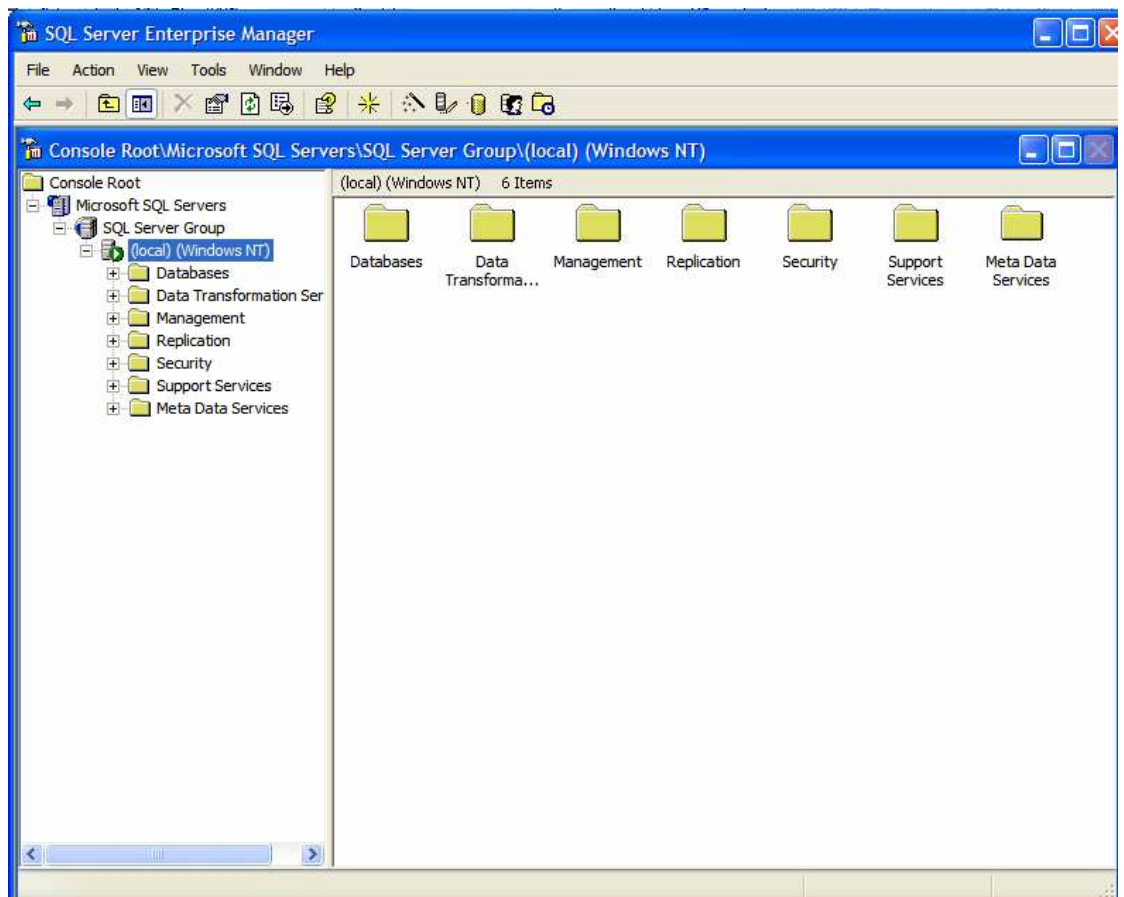 SQL Server Enterprise Manager
File Action View Tools Window Help
Console Root\Microsoft SQL Servers\SQL Server Group\(local) (Windows NT)
Console Root
Microsoft SQL Servers
SQL Server Group
(local) (Windows NT)
Databases
Data Transformation Ser
Management
Replication
Security
Support Services
Meta Data Services
(local) (Windows NT) 6 Items
Databases
Data
Transforma...
Management
Replication
Security
Support
Services
Meta Data
Services